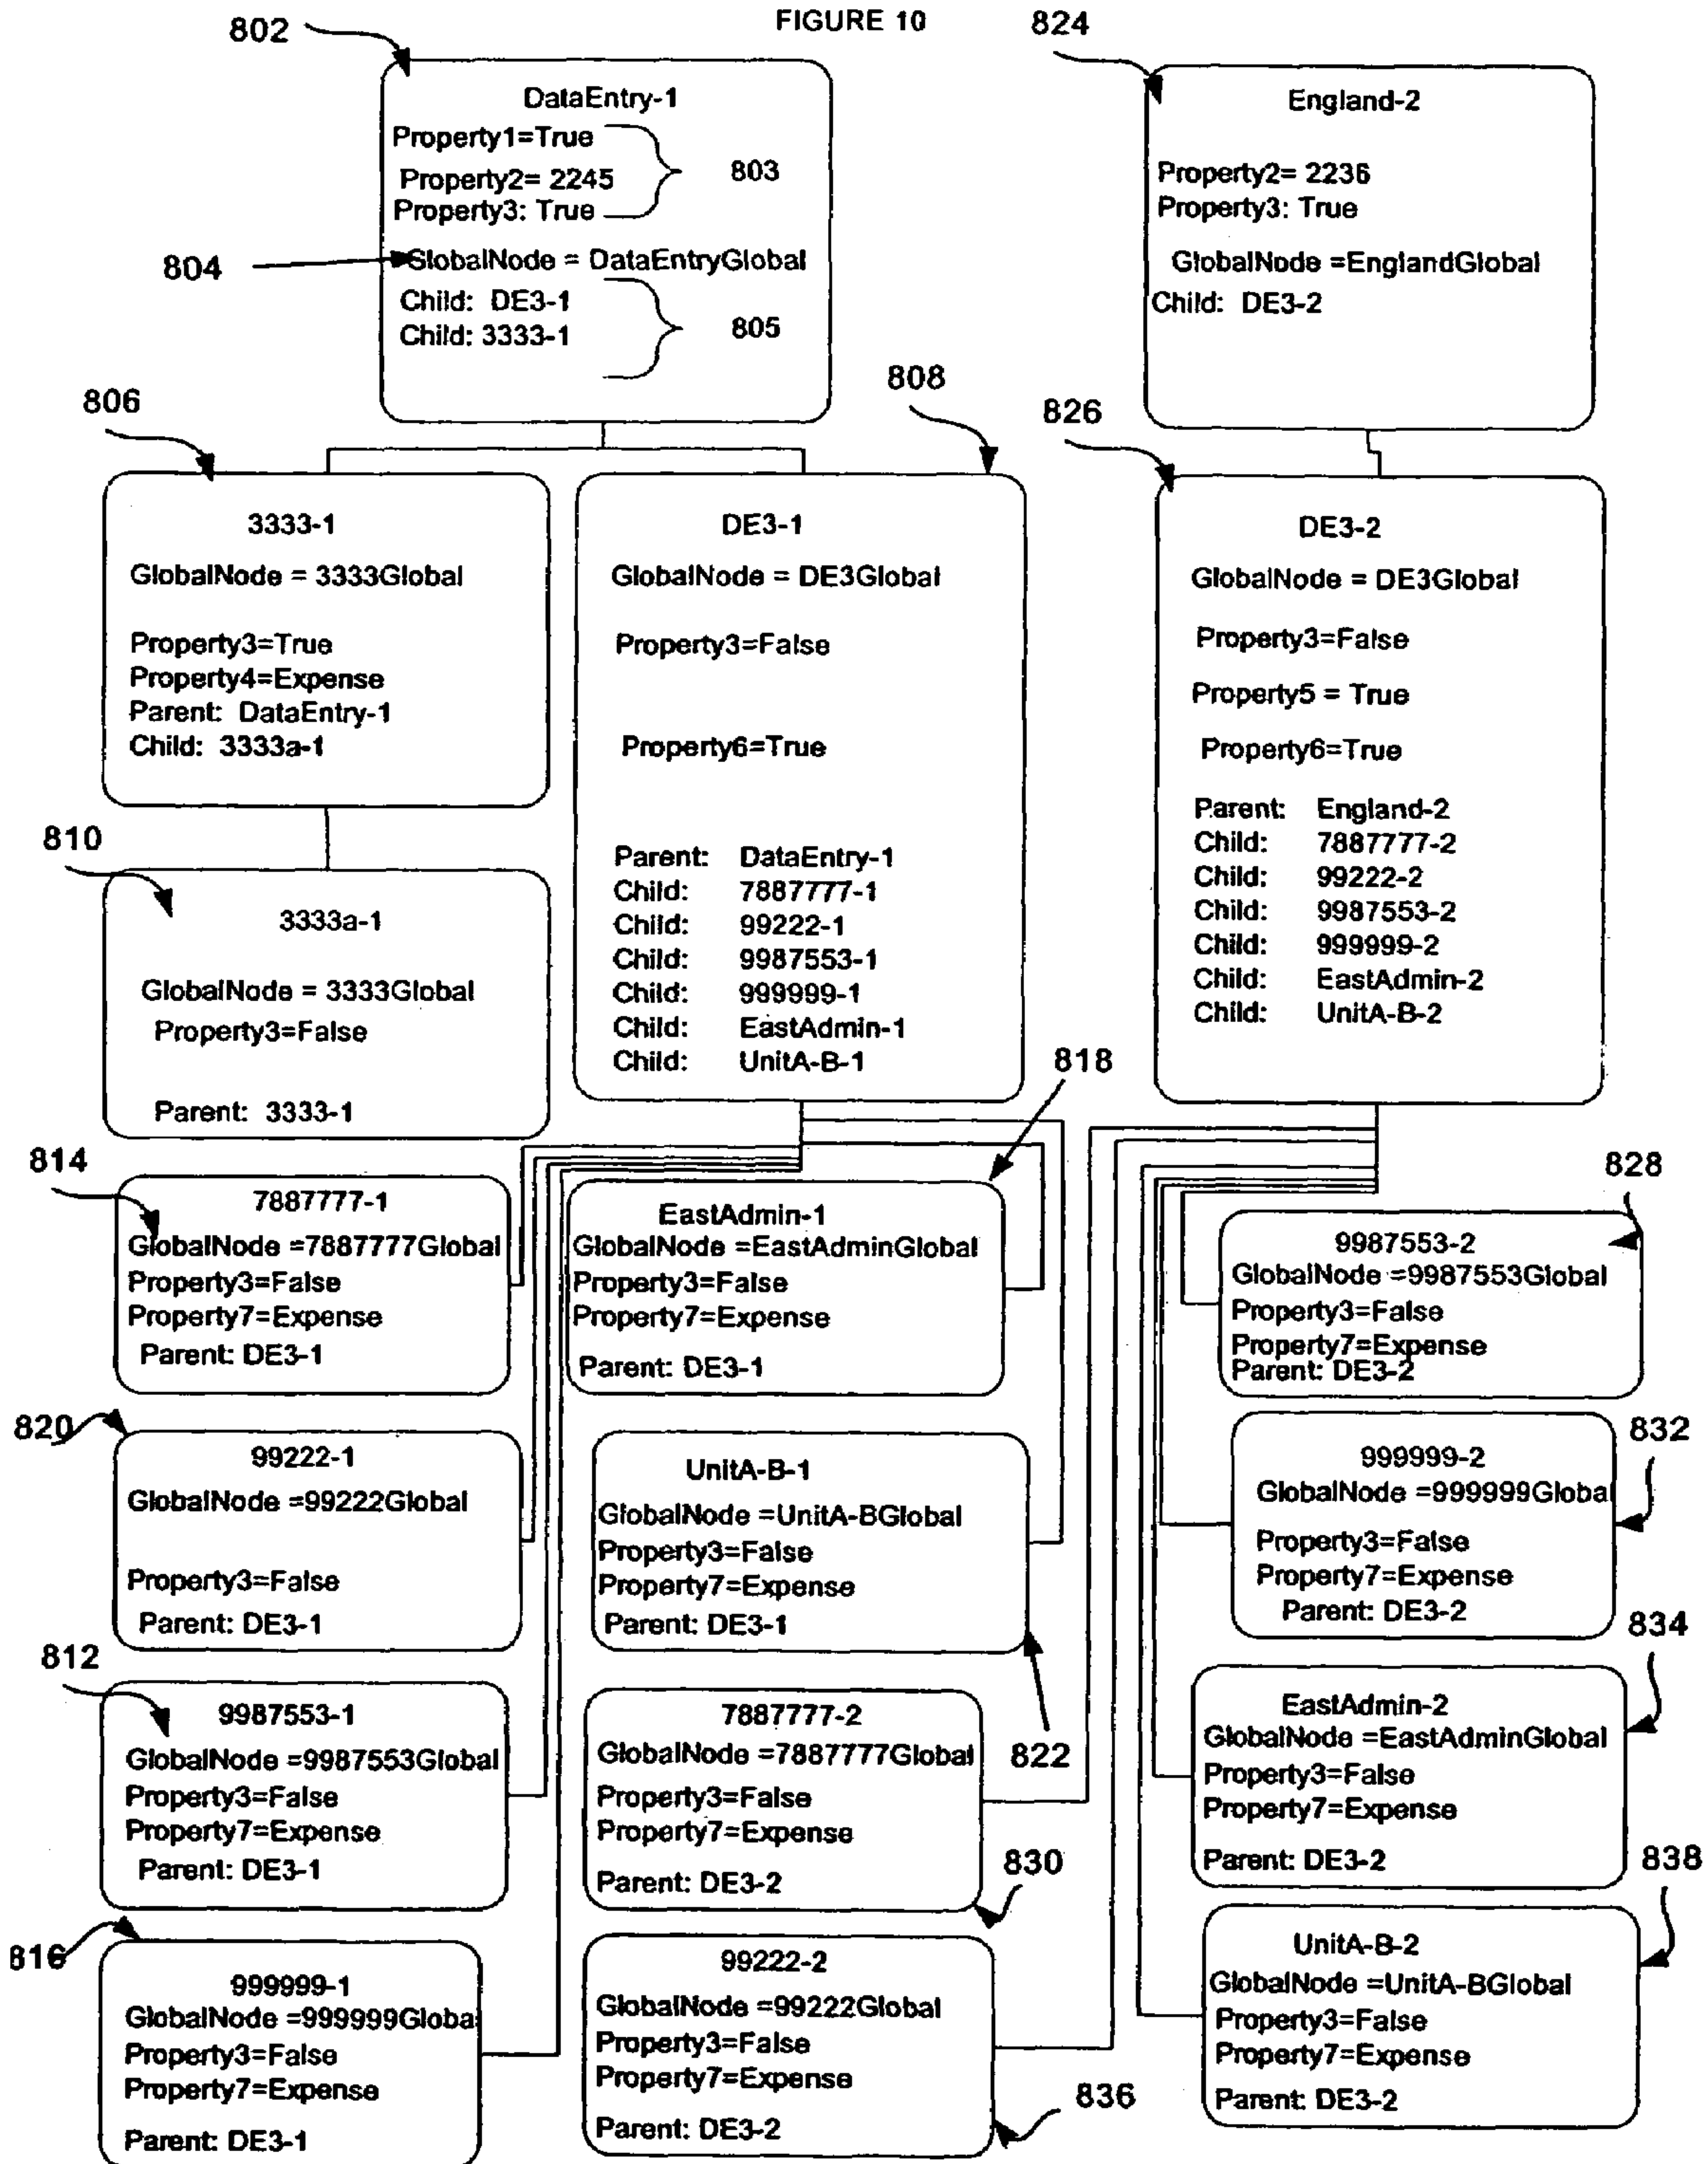 FIGURE 10
802
DataEntry-1
Property1=True
Property2= 2245
Property3: True
803
804
GlobalNode = DataEntryGlobal
Child: DE3-1
Child: 3333-1
805
824
England-2
Property2= 2236
Property3: True
GlobalNode =EnglandGlobal
Child: DE3-2
806
3333-1
GlobalNode = 3333Global
Property3=True
Property4=Expense
Parent: DataEntry-1
Child: 3333a-1
808
DE3-1
GlobalNode = DE3Global
Property3=False
Property6=True
Parent: DataEntry-1
Child: 7887777-1
Child: 99222-1
Child: 9987553-1
Child: 999999-1
Child: EastAdmin-1
Child: UnitA-B-1
826
DE3-2
GlobalNode = DE3Global
Property3=False
Property5 = True
Property6=True
Parent: England-2
Child: 7887777-2
Child: 99222-2
Child: 9987553-2
Child: 999999-2
Child: EastAdmin-2
Child: UnitA-B-2
810
3333a-1
GlobalNode = 3333Global
Property3=False
Parent: 3333-1
814
7887777-1
GlobalNode =7887777Global
Property3=False
Property7=Expense
Parent: DE3-1
818
EastAdmin-1
GlobalNode =EastAdminGlobal
Property3=False
Property7=Expense
Parent: DE3-1
828
9987553-2
GlobalNode =9987553Global
Property3=False
Property7=Expense
Parent: DE3-2
820
99222-1
GlobalNode =99222Global
Property3=False
Parent: DE3-1
UnitA-B-1
GlobalNode =UnitA-BGlobal
Property3=False
Property7=Expense
Parent: DE3-1
822
832
999999-2
GlobalNode =999999Global
Property3=False
Property7=Expense
Parent: DE3-2
812
9987553-1
GlobalNode =9987553Global
Property3=False
Property7=Expense
Parent: DE3-1
7887777-2
GlobalNode =7887777Global
Property3=False
Property7=Expense
Parent: DE3-2
830
834
EastAdmin-2
GlobalNode =EastAdminGlobal
Property3=False
Property7=Expense
Parent: DE3-2
816
999999-1
GlobalNode =999999Global
Property3=False
Property7=Expense
Parent: DE3-1
99222-2
GlobalNode =99222Global
Property3=False
Property7=Expense
Parent: DE3-2
836
838
UnitA-B-2
GlobalNode =UnitA-BGlobal
Property3=False
Property7=Expense
Parent: DE3-2